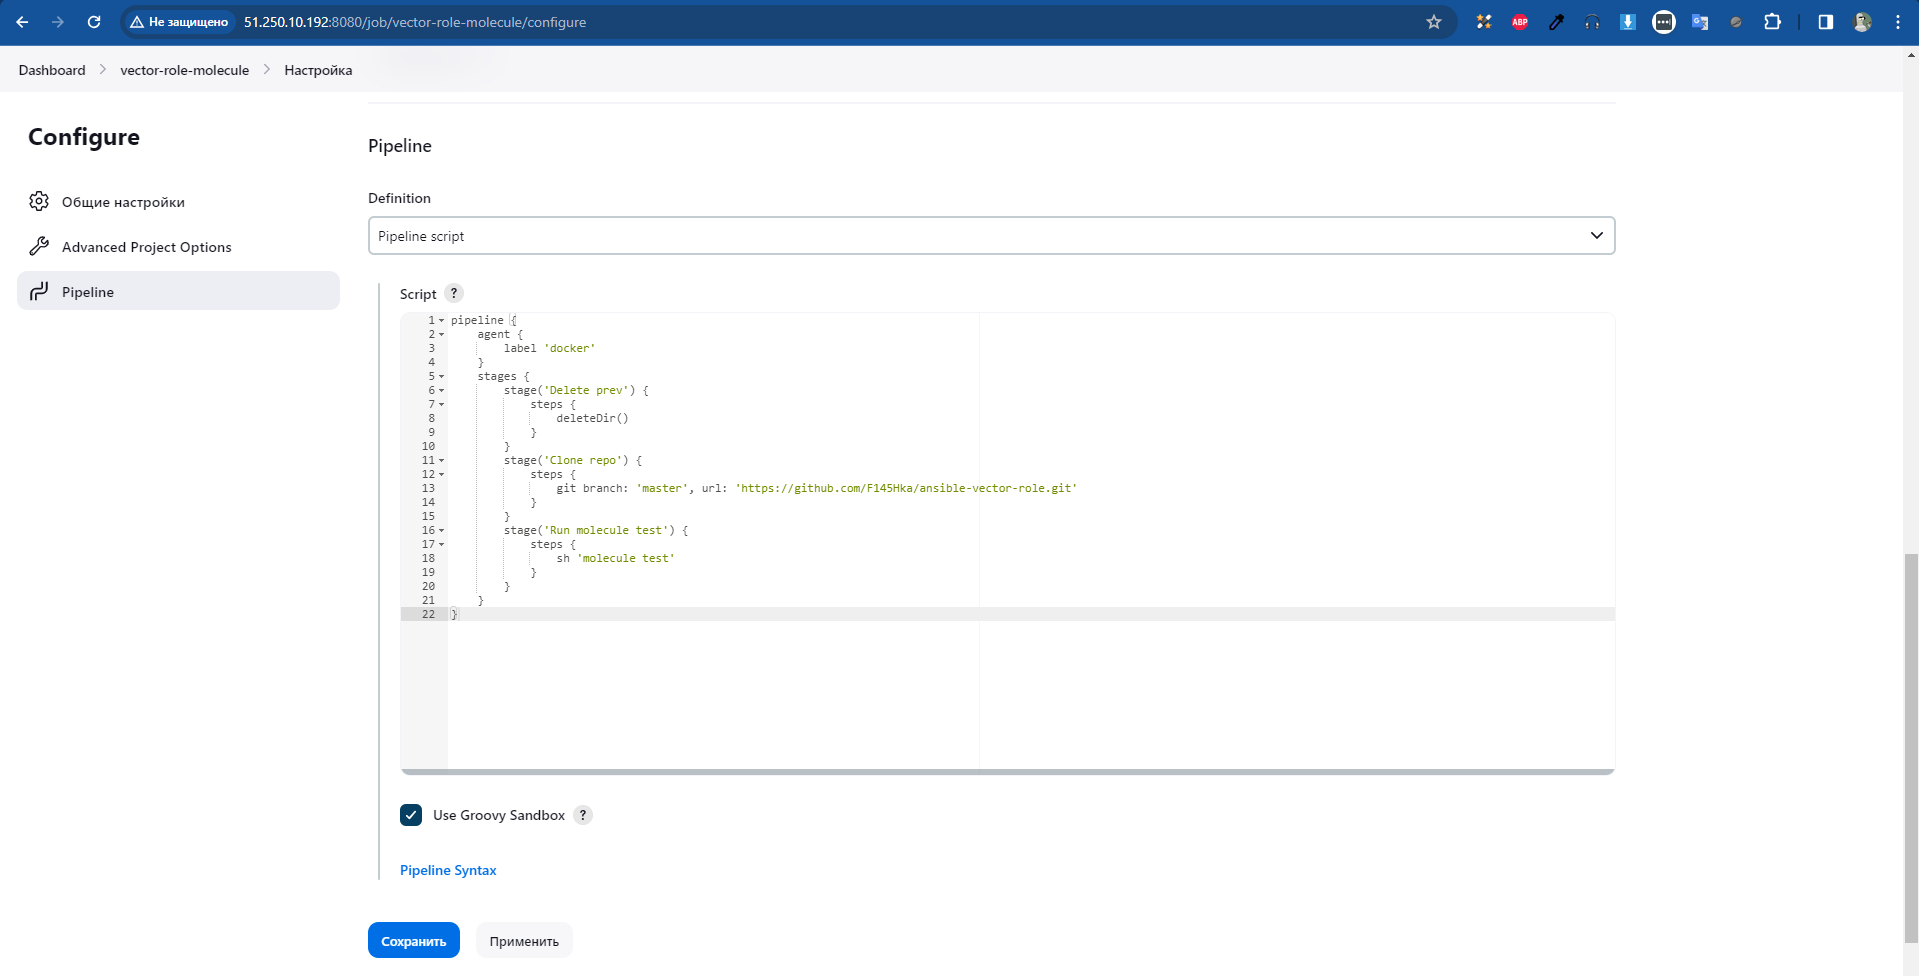 Не защищено 51.250.10.192:8080/job/vector-role-molecule/configure
ABP
Dashboard > vector-role-molecule > Настройка
Configure
Общие настройки
Advanced Project Options
Pipeline
Pipeline
Definition
Pipeline script
Script ?
1 pipeline {
2     agent {
3         label 'docker'
4     }
5     stages {
6         stage('Delete prev') {
7             steps {
8                 deleteDir()
9             }
10         }
11         stage('Clone repo') {
12             steps {
13                 git branch: 'master', url: 'https://github.com/F145Hka/ansible-vector-role.git'
14             }
15         }
16         stage('Run molecule test') {
17             steps {
18                 sh 'molecule test'
19             }
20         }
21     }
22 }
Use Groovy Sandbox ?
Pipeline Syntax
Сохранить Применить